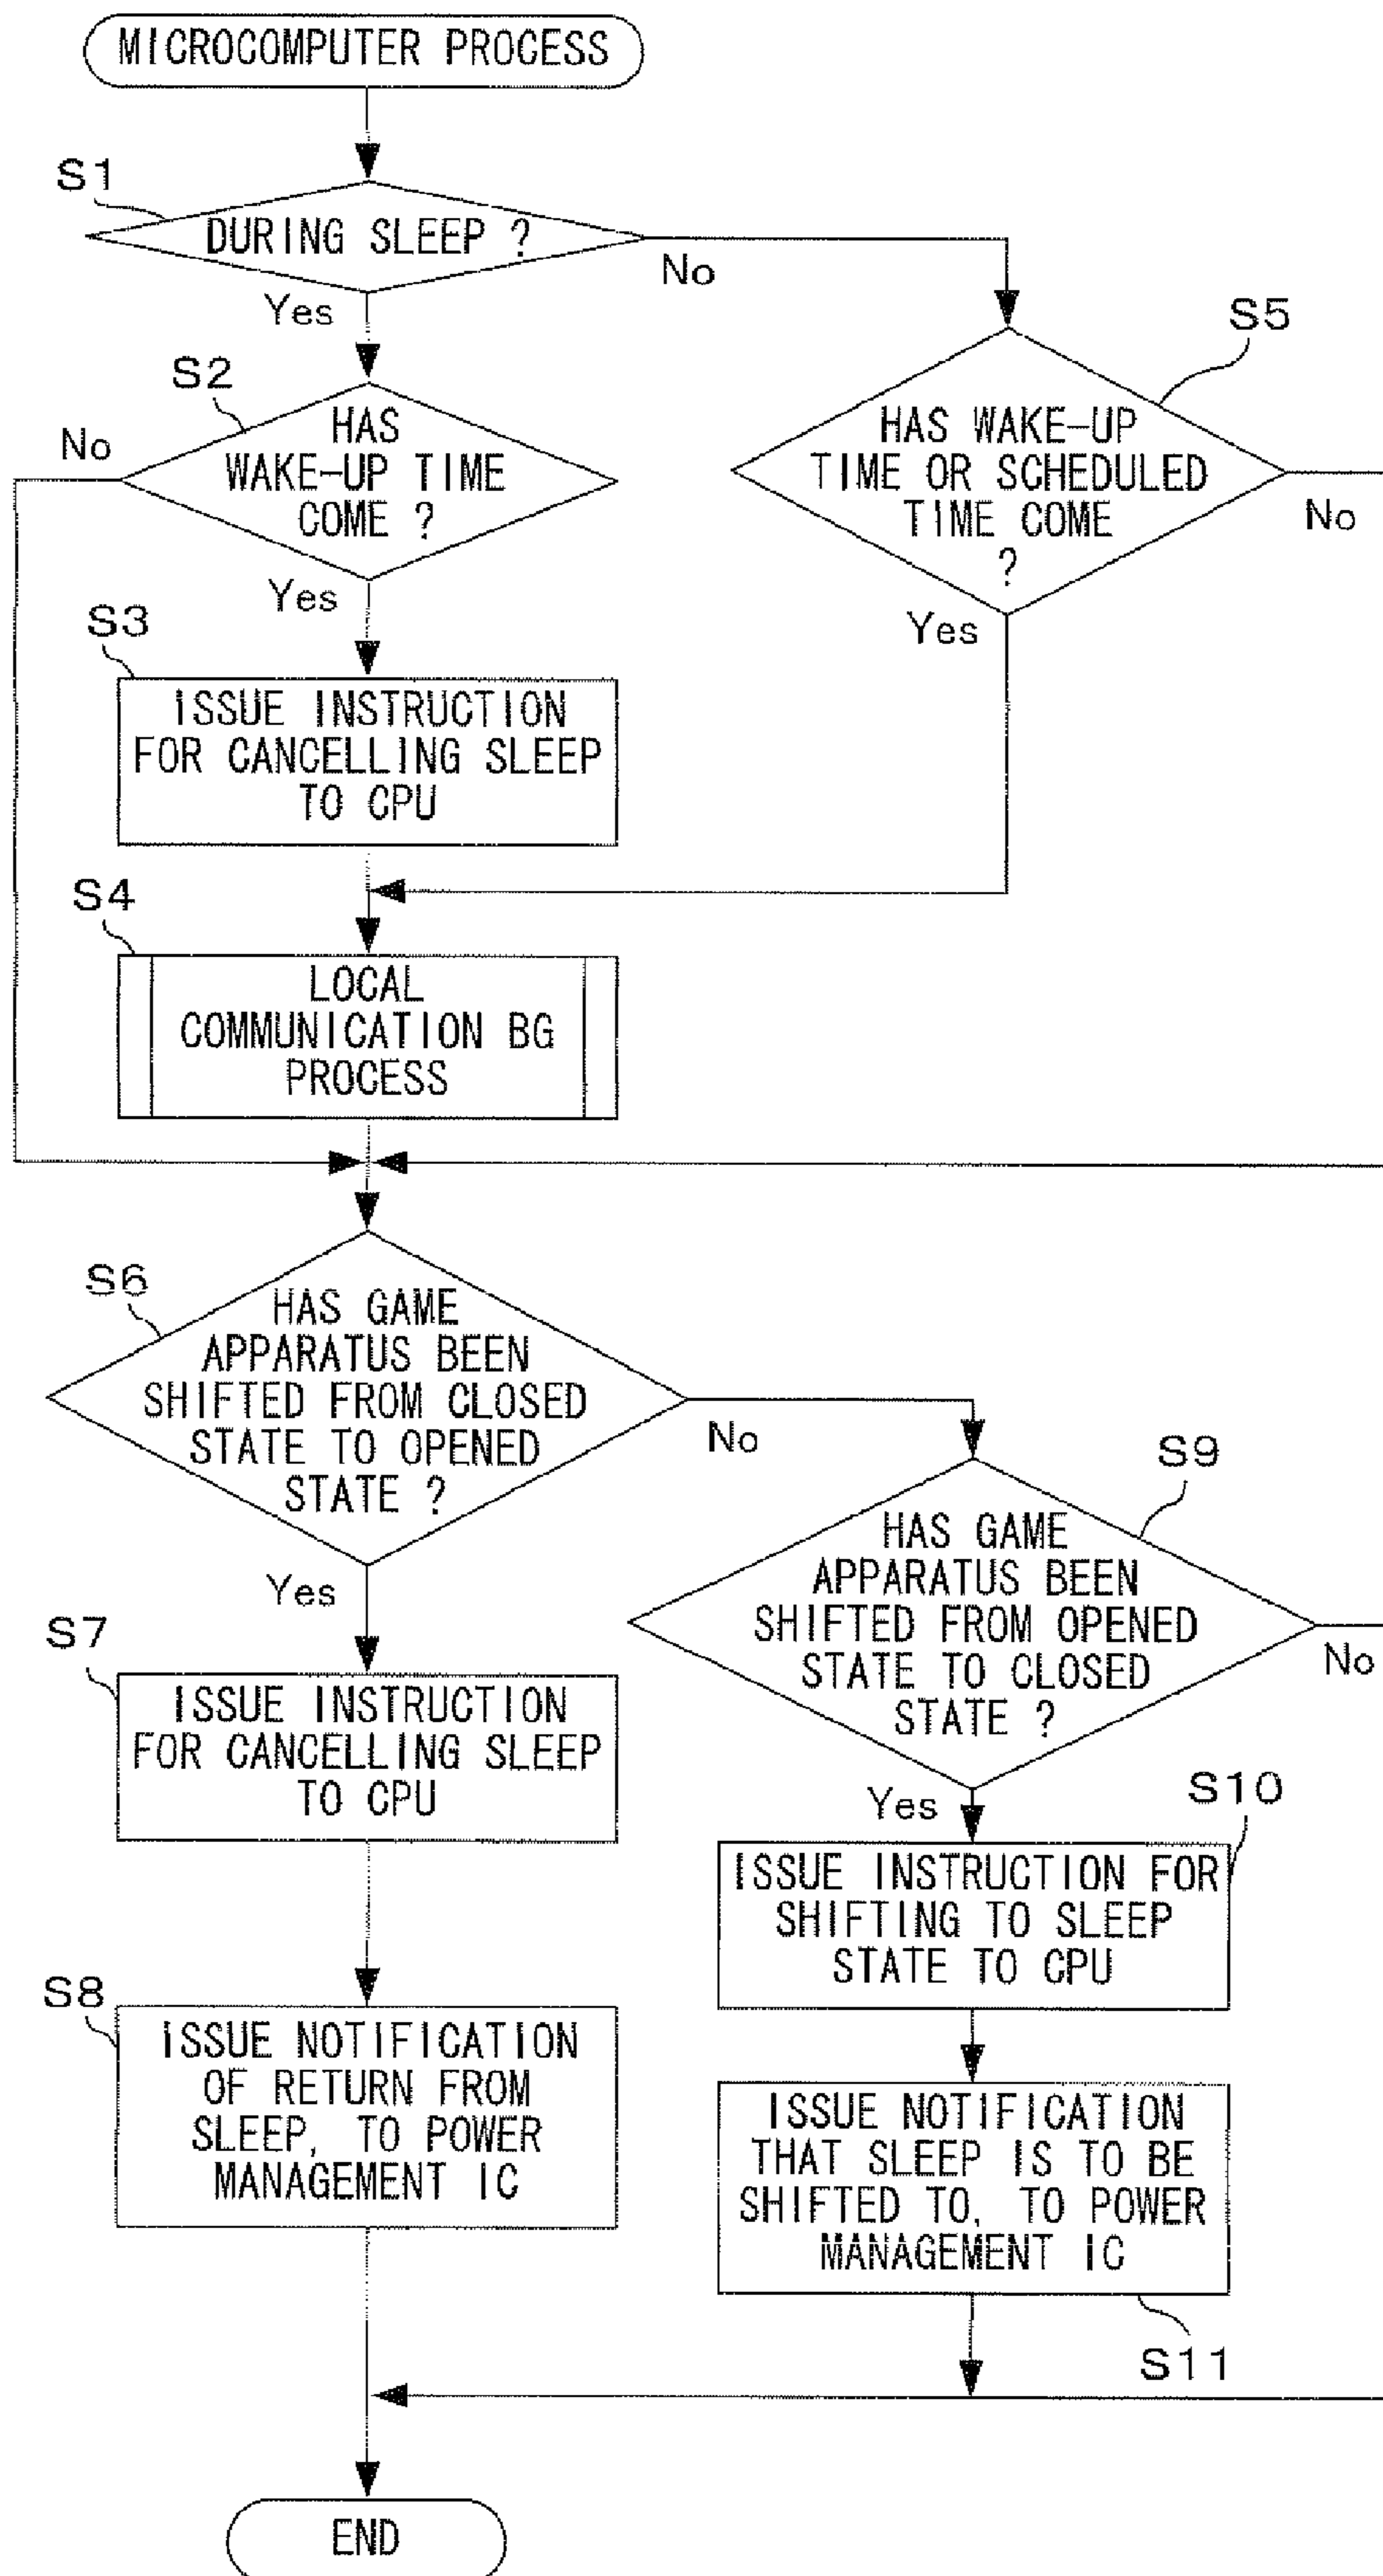 MICROCOMPUTER PROCESS
S1
DURING SLEEP ?
No
Yes
S2
HAS
WAKE-UP TIME
COME ?
No
Yes
S5
HAS WAKE-UP
TIME OR SCHEDULED
TIME COME
?
No
Yes
S3
ISSUE INSTRUCTION
FOR CANCELLING SLEEP
TO CPU
S4
LOCAL
COMMUNICATION BG
PROCESS
S6
HAS GAME
APPARATUS BEEN
SHIFTED FROM CLOSED
STATE TO OPENED
STATE ?
No
Yes
S9
HAS GAME
APPARATUS BEEN
SHIFTED FROM OPENED
STATE TO CLOSED
STATE ?
No
Yes
S7
ISSUE INSTRUCTION
FOR CANCELLING SLEEP
TO CPU
S10
ISSUE INSTRUCTION FOR
SHIFTING TO SLEEP
STATE TO CPU
S8
ISSUE NOTIFICATION
OF RETURN FROM
SLEEP, TO POWER
MANAGEMENT IC
ISSUE NOTIFICATION
THAT SLEEP IS TO BE
SHIFTED TO, TO POWER
MANAGEMENT IC
S11
END